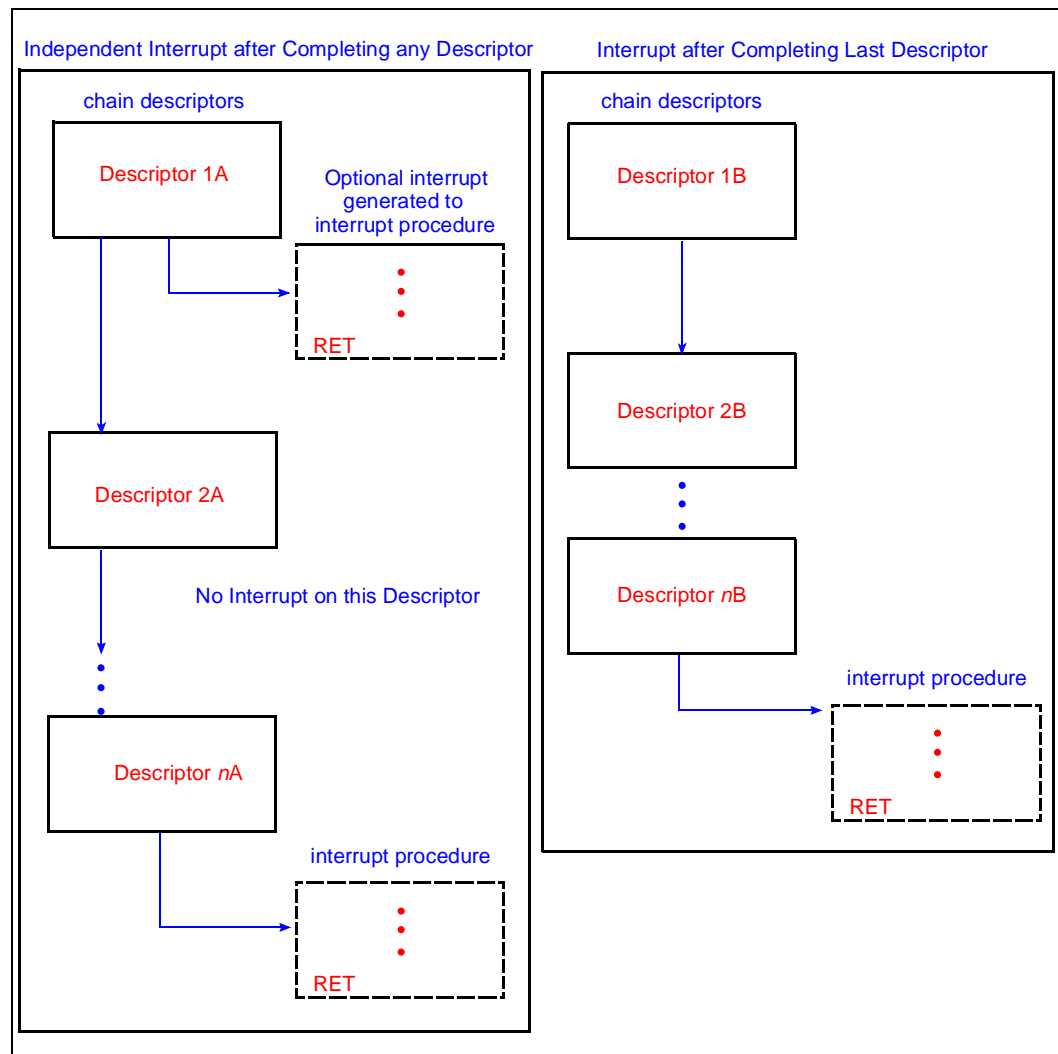 Independent Interrupt after Completing any Descriptor
chain descriptors
Descriptor 1A
Optional interrupt
generated to
interrupt procedure
RET
Descriptor 2A
No Interrupt on this Descriptor
Descriptor nA
interrupt procedure
RET
Interrupt after Completing Last Descriptor
chain descriptors
Descriptor 1B
Descriptor 2B
Descriptor nB
interrupt procedure
RET